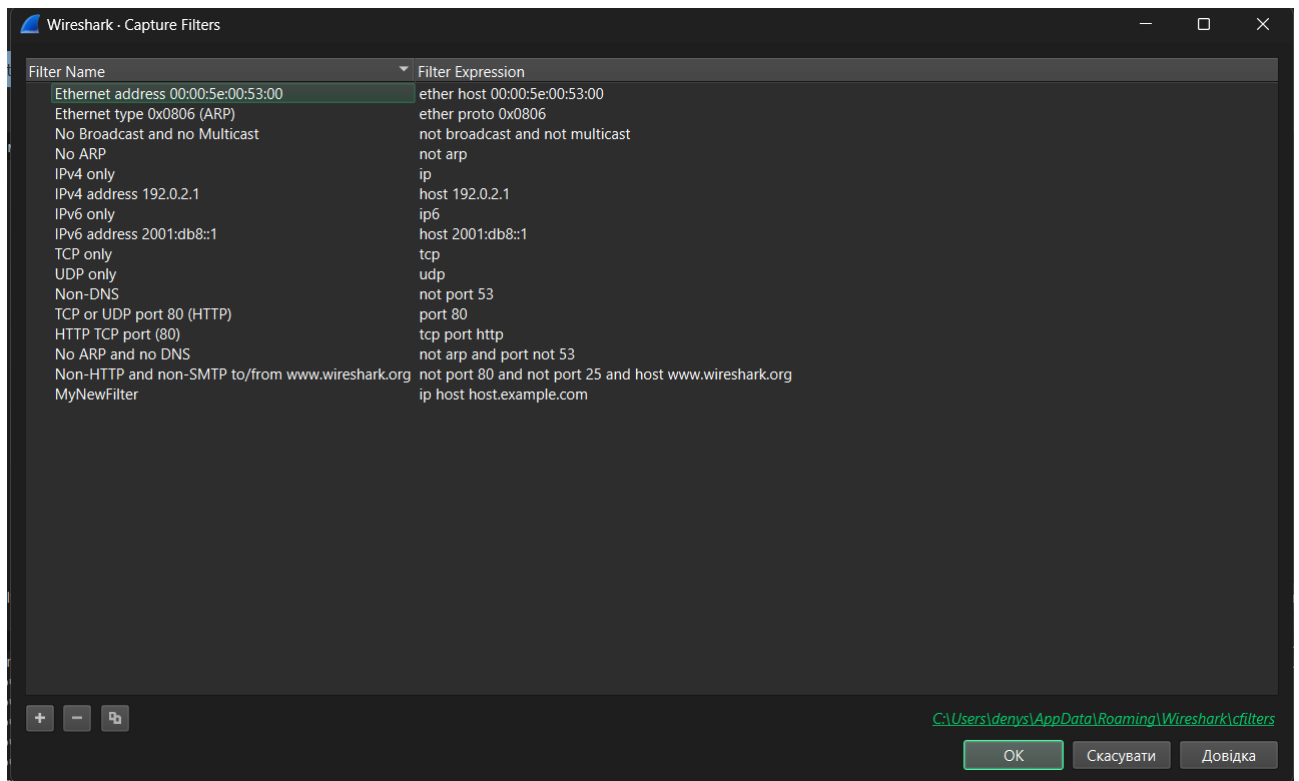 Wireshark · Capture Filters
Filter Name Filter Expression
Ethernet address 00:00:5e:00:53:00 ether host 00:00:5e:00:53:00
Ethernet type 0x0806 (ARP) ether proto 0x0806
No Broadcast and no Multicast not broadcast and not multicast
No ARP not arp
IPv4 only ip
IPv4 address 192.0.2.1 host 192.0.2.1
IPv6 only ip6
IPv6 address 2001:db8::1 host 2001:db8::1
TCP only tcp
UDP only udp
Non-DNS not port 53
TCP or UDP port 80 (HTTP) port 80
HTTP TCP port (80) tcp port http
No ARP and no DNS not arp and port not 53
Non-HTTP and non-SMTP to/from www.wireshark.org not port 80 and not port 25 and host www.wireshark.org
MyNewFilter ip host host.example.com
C:\Users\denys\AppData\Roaming\Wireshark\cfilters
OK Скасувати Довідка